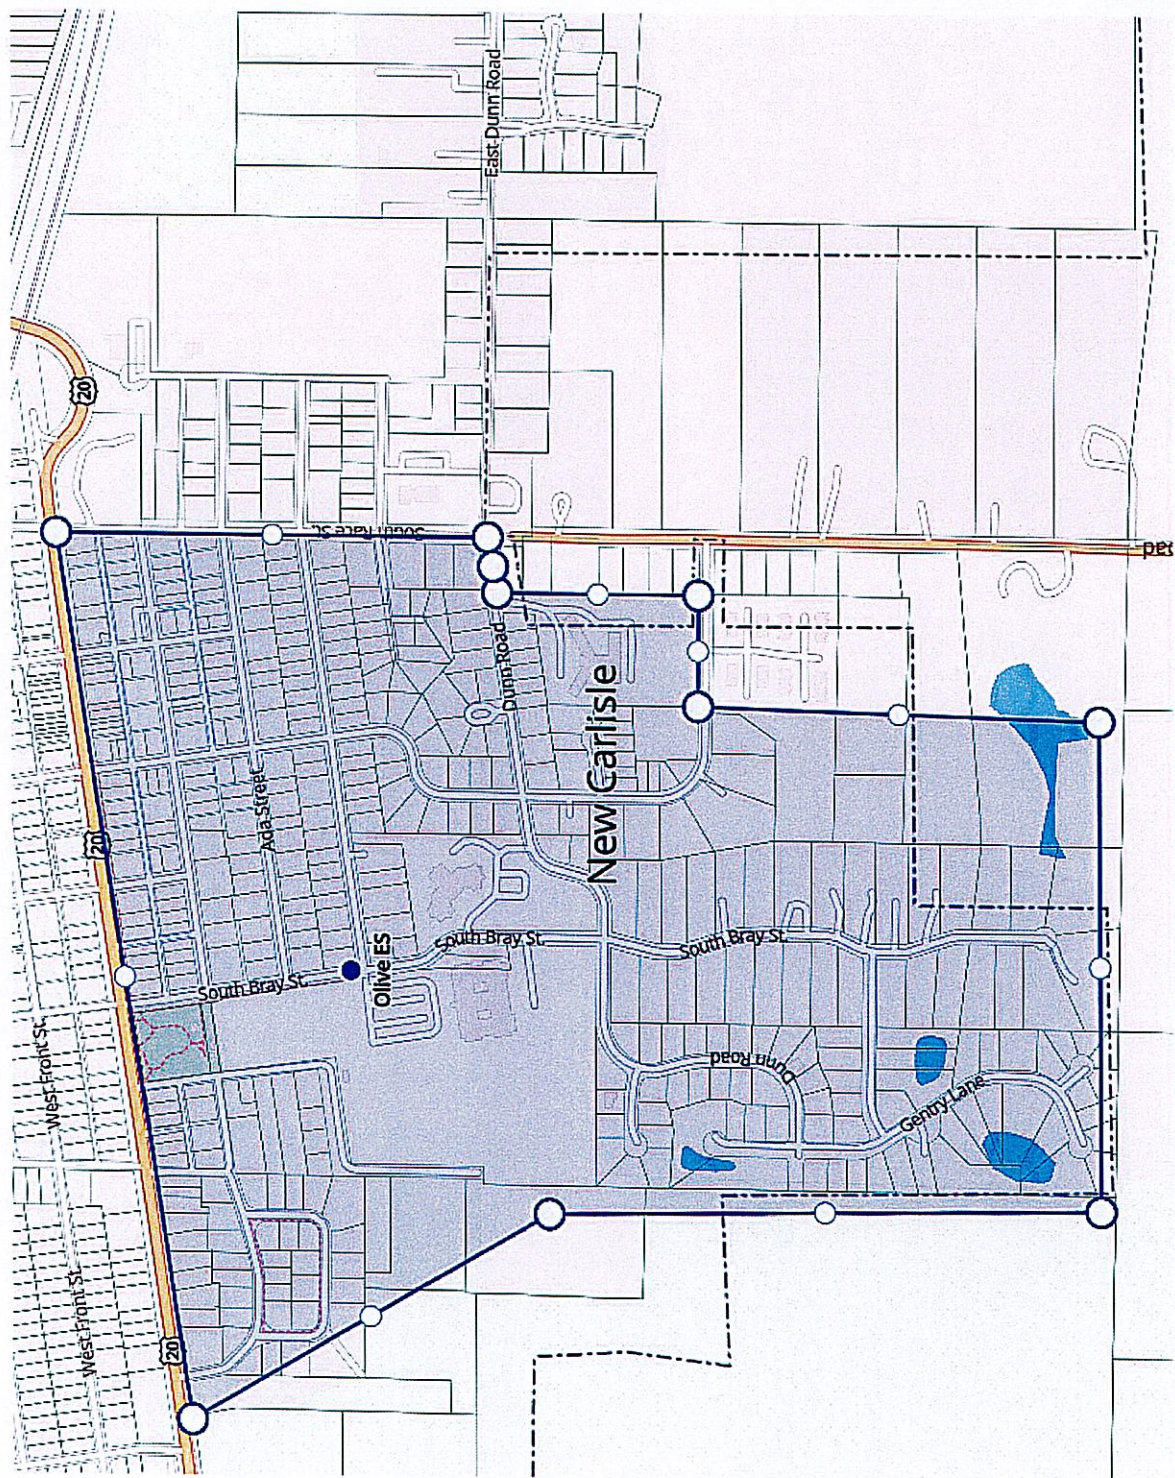 East Dunn Road
20
South Race St.
Dunn Road
New Carlisle
Ada Street
20
South Bray St.
South Bray St.
Olive ES
South Bray St.
West Front St.
Dunn Road
Gentry Lane
West Front St.
20